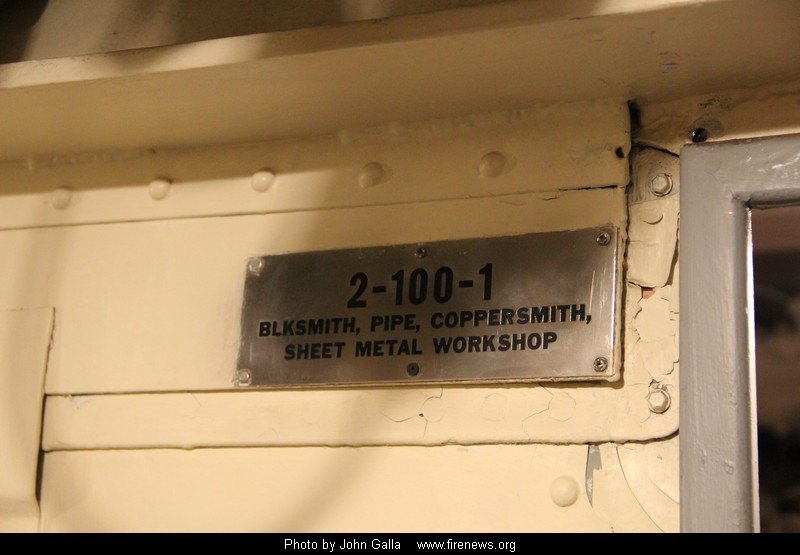 2-100-1
BLKSMITH, PIPE, COPPERSMITH,
SHEET METAL WORKSHOP
Photo by John Galla www.firenews.org